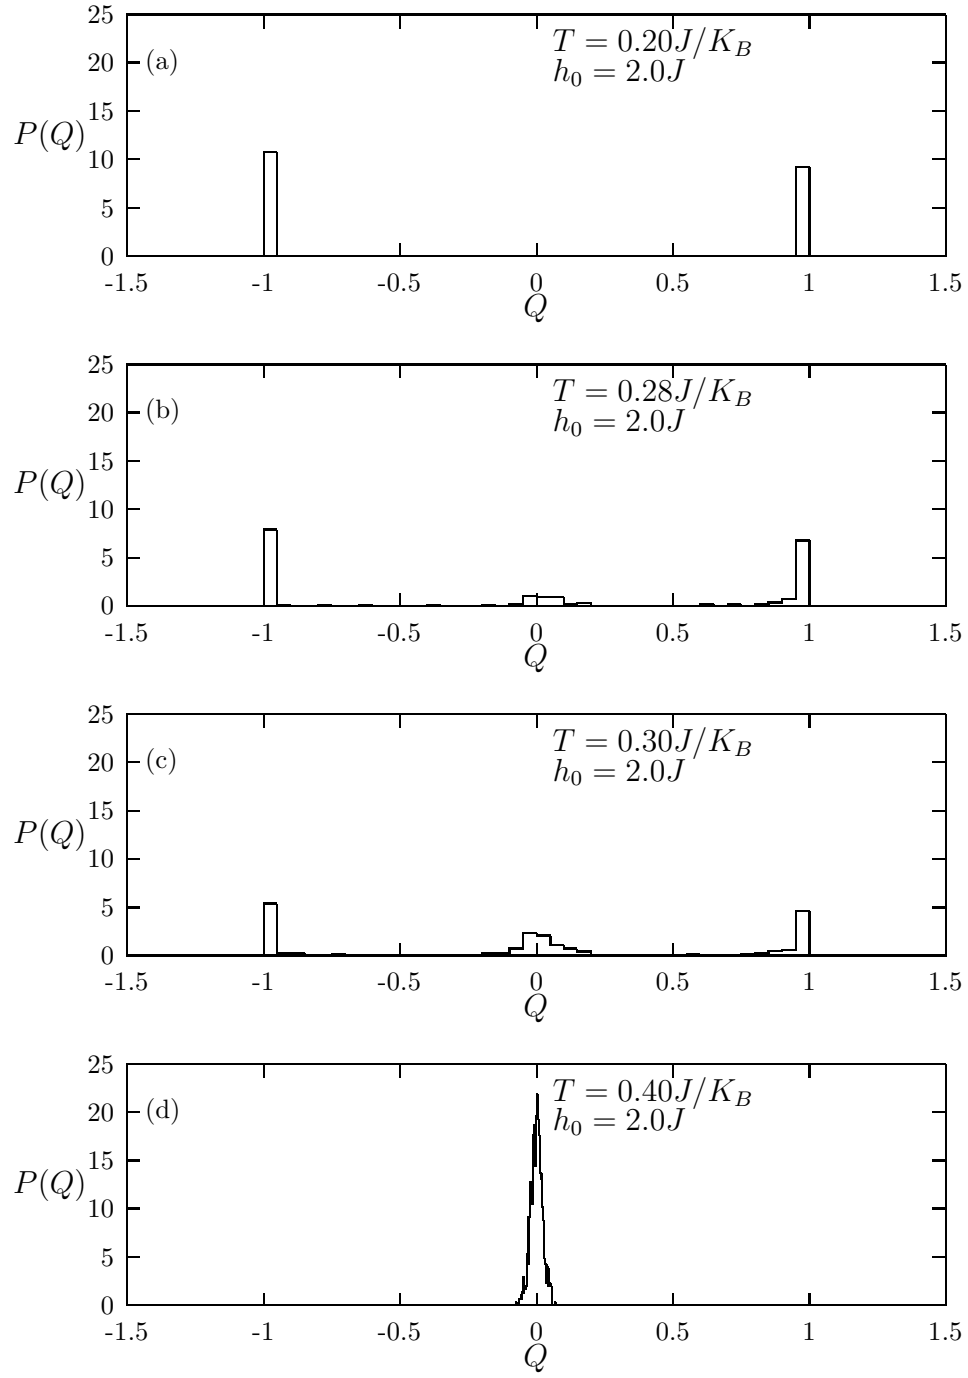 25
T = 0.20J/K_B
20
(a)
h_0 = 2.0J
15
P(Q)
10
5
0
-1.5 -1 -0.5 0 0.5 1 1.5
Q
25
T = 0.28J/K_B
20
(b)
h_0 = 2.0J
15
P(Q)
10
5
0
-1.5 -1 -0.5 0 0.5 1 1.5
Q
25
T = 0.30J/K_B
20
(c)
h_0 = 2.0J
15
P(Q)
10
5
0
-1.5 -1 -0.5 0 0.5 1 1.5
Q
25
T = 0.40J/K_B
20
(d)
h_0 = 2.0J
15
P(Q)
10
5
0
-1.5 -1 -0.5 0 0.5 1 1.5
Q